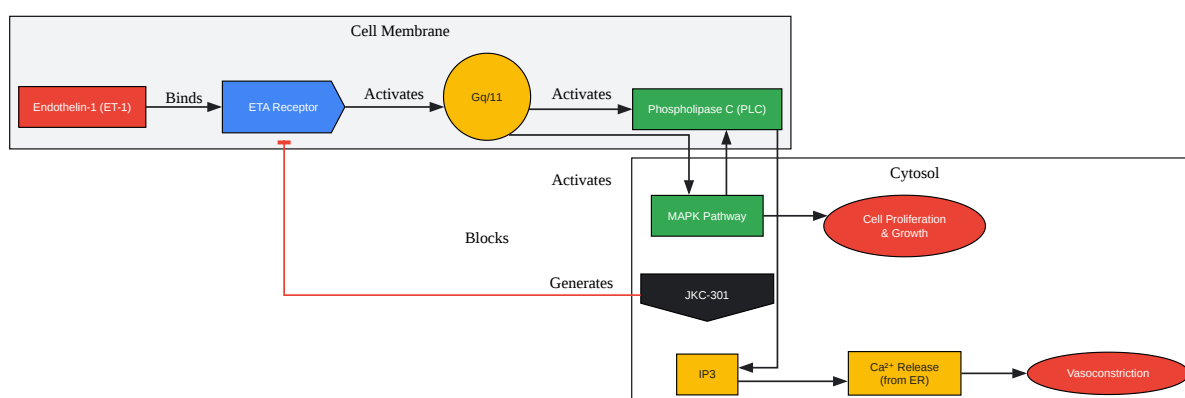 Cell Membrane
Endothelin-1 (ET-1)
Binds
ETA Receptor
Activates
Gq/11
Activates
Phospholipase C (PLC)
Cytosol
Activates
MAPK Pathway
Cell Proliferation
& Growth
Blocks
Generates
JKC-301
IP3
Ca²⁺ Release
(from ER)
Vasoconstriction